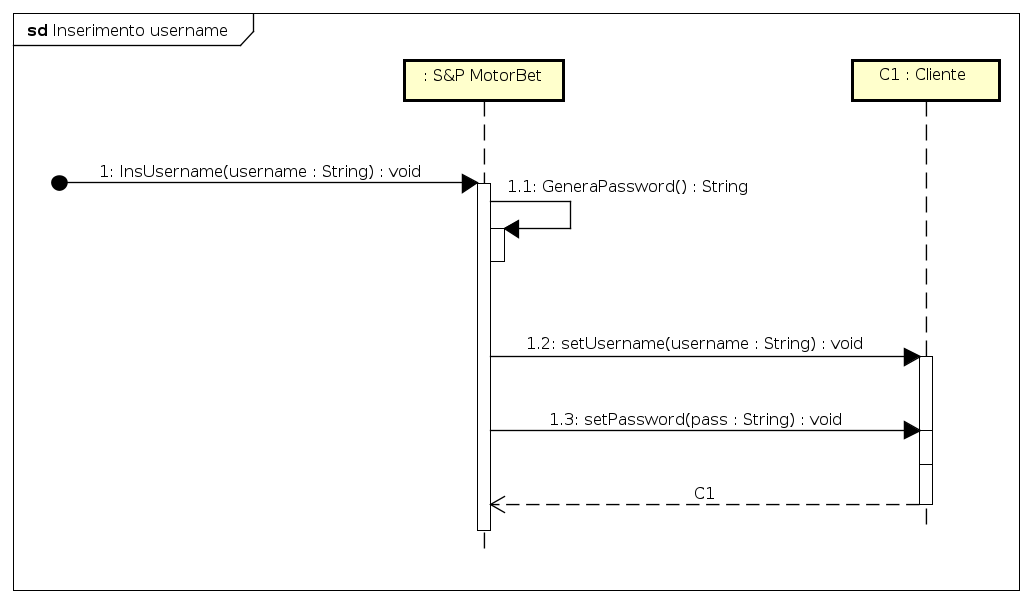 sd Inserimento username
: S&P MotorBet
C1 : Cliente
1: InsUsername(username : String) : void
1.1: GeneraPassword() : String
1.2: setUsername(username : String) : void
1.3: setPassword(pass : String) : void
C1